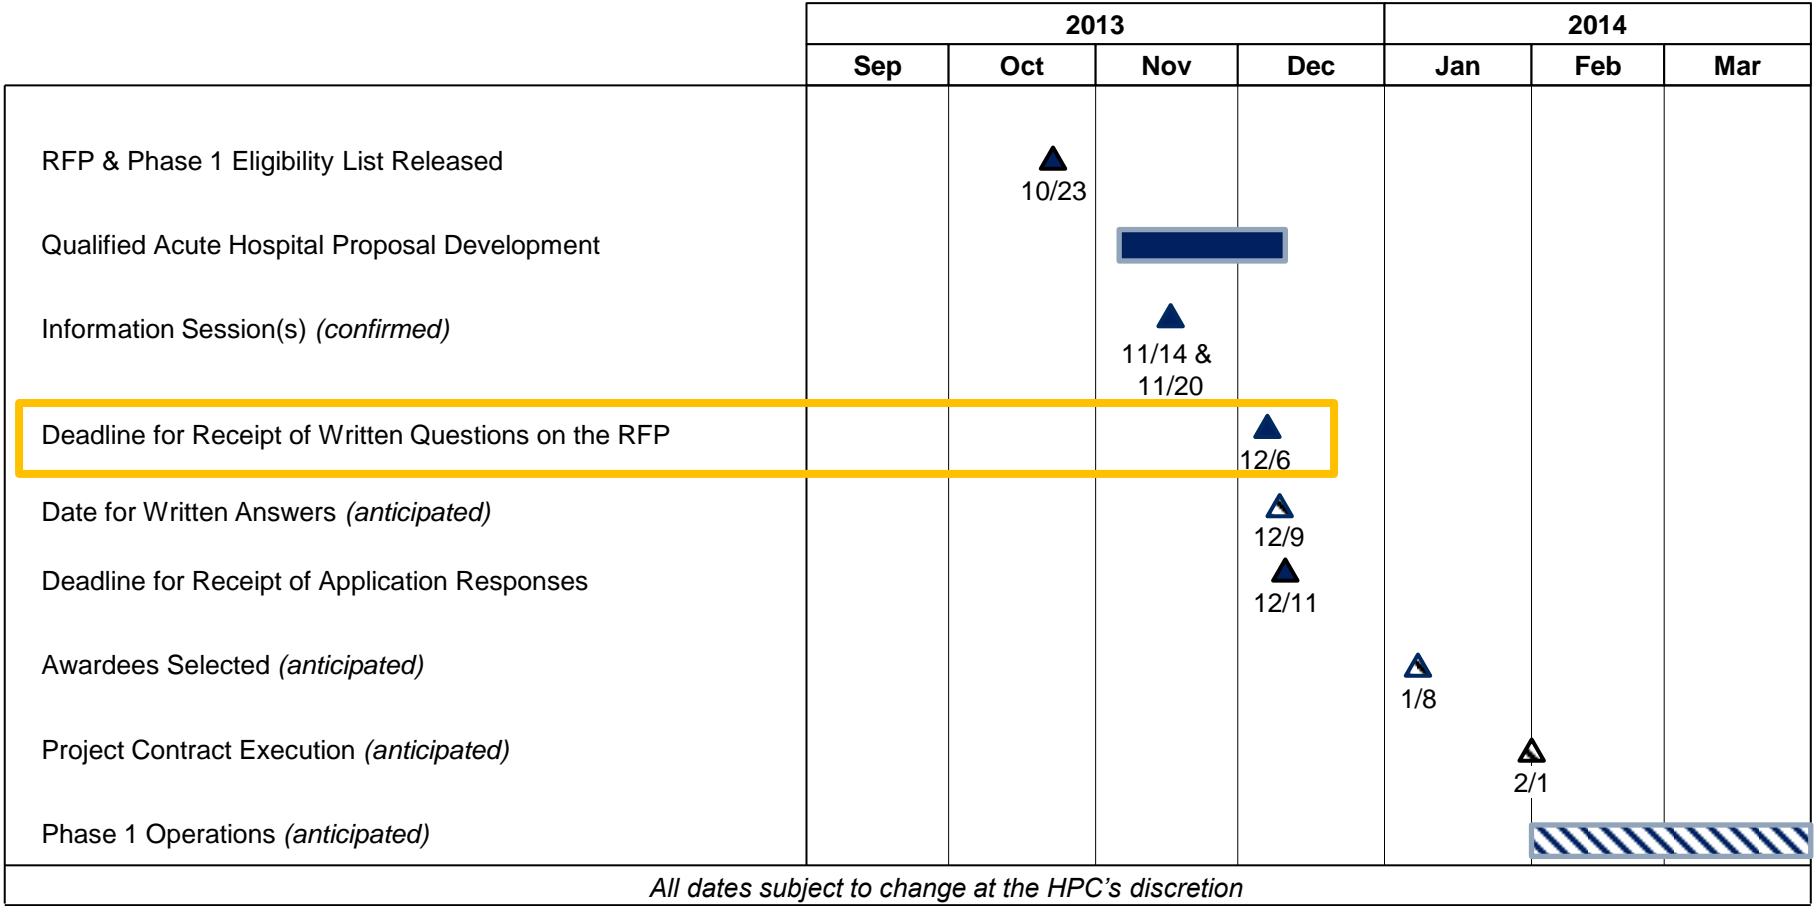 2013 2014
Sep Oct Nov Dec Jan Feb Mar
RFP & Phase 1 Eligibility List Released
10/23
Qualified Acute Hospital Proposal Development
Information Session(s) (confirmed)
11/14 &
11/20
Deadline for Receipt of Written Questions on the RFP
12/6
Date for Written Answers (anticipated)
12/9
Deadline for Receipt of Application Responses
12/11
Awardees Selected (anticipated)
1/8
Project Contract Execution (anticipated)
2/1
Phase 1 Operations (anticipated)
All dates subject to change at the HPC's discretion